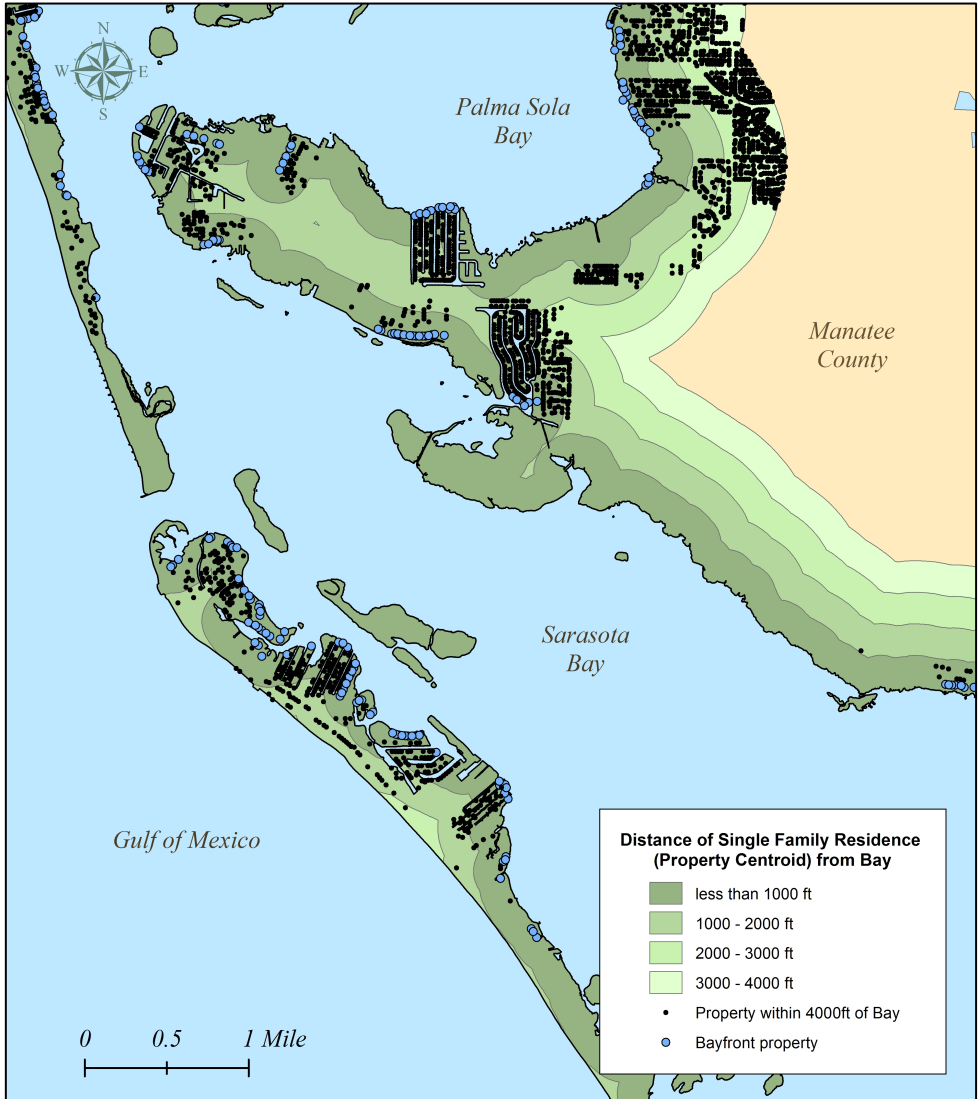 N
W E
S
Palma Sola
Bay
Manatee
County
Sarasota
Bay
Gulf of Mexico
Distance of Single Family Residence
(Property Centroid) from Bay
less than 1000 ft
1000 - 2000 ft
2000 - 3000 ft
3000 - 4000 ft
Property within 4000ft of Bay
Bayfront property
0 0.5 1 Mile